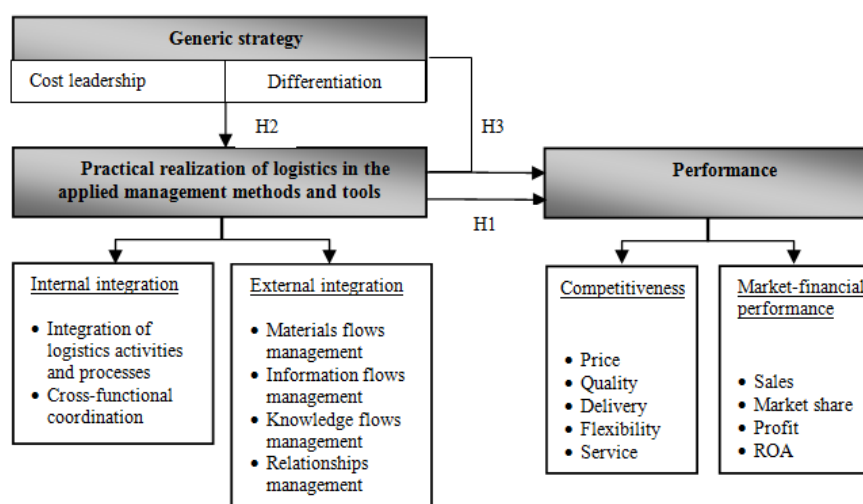 Generic strategy
Cost leadership
Differentiation
H2
H3
Practical realization of logistics in the
applied management methods and tools
Performance
H1
Internal integration
• Integration of
logistics activities
and processes
• Cross-functional
coordination
External integration
• Materials flows
management
• Information flows
management
• Knowledge flows
management
• Relationships
management
Competitiveness
• Price
• Quality
• Delivery
• Flexibility
• Service
Market-financial
performance
• Sales
• Market share
• Profit
• ROA